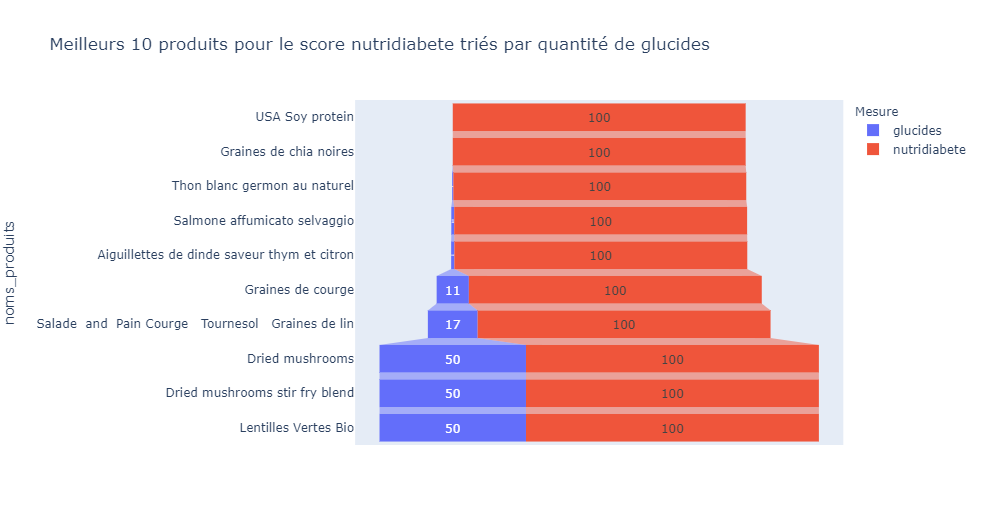 Meilleurs 10 produits pour le score nutridiabete triés par quantité de glucides
Mesure
glucides
nutridiabete
noms_produits
USA Soy protein 100
Graines de chia noires 100
Thon blanc germon au naturel 100
Salmone affumicato selvaggio 100
Aiguillettes de dinde saveur thym et citron 100
Graines de courge 11 100
Salade and Pain Courge Tournesol Graines de lin 17 100
Dried mushrooms 50 100
Dried mushrooms stir fry blend 50 100
Lentilles Vertes Bio 50 100